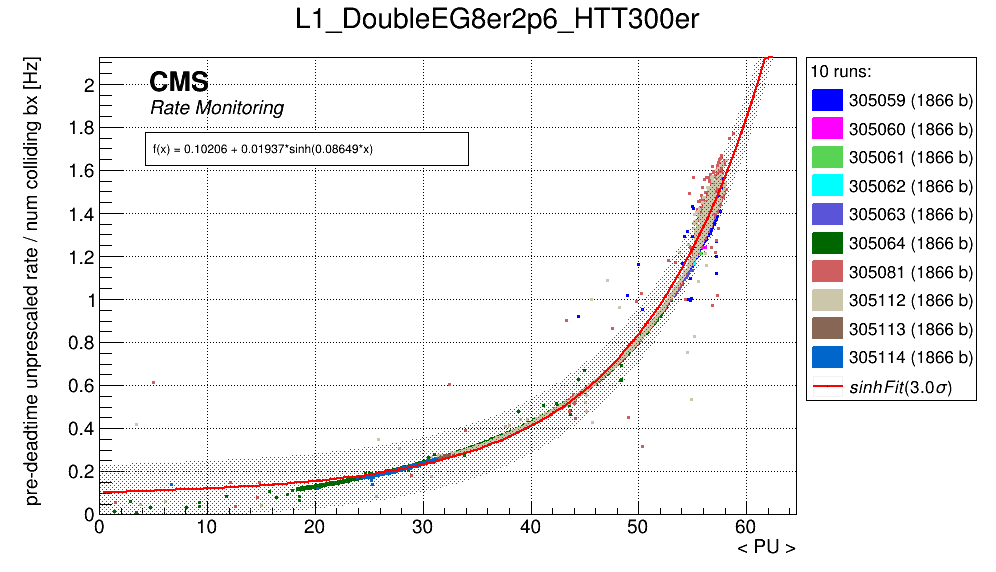 L1_DoubleEG8er2p6_HTT300er
pre-deadtime unprescaled rate / num colliding bx [Hz]
CMS
Rate Monitoring
f(x) = 0.10206 + 0.01937*sinh(0.08649*x)
2
1.8
1.6
1.4
1.2
1
0.8
0.6
0.4
0.2
0
0 10 20 30 40 50 60
< PU >
10 runs:
305059 (1866 b)
305060 (1866 b)
305061 (1866 b)
305062 (1866 b)
305063 (1866 b)
305064 (1866 b)
305081 (1866 b)
305112 (1866 b)
305113 (1866 b)
305114 (1866 b)
sinhFit(3.0σ)